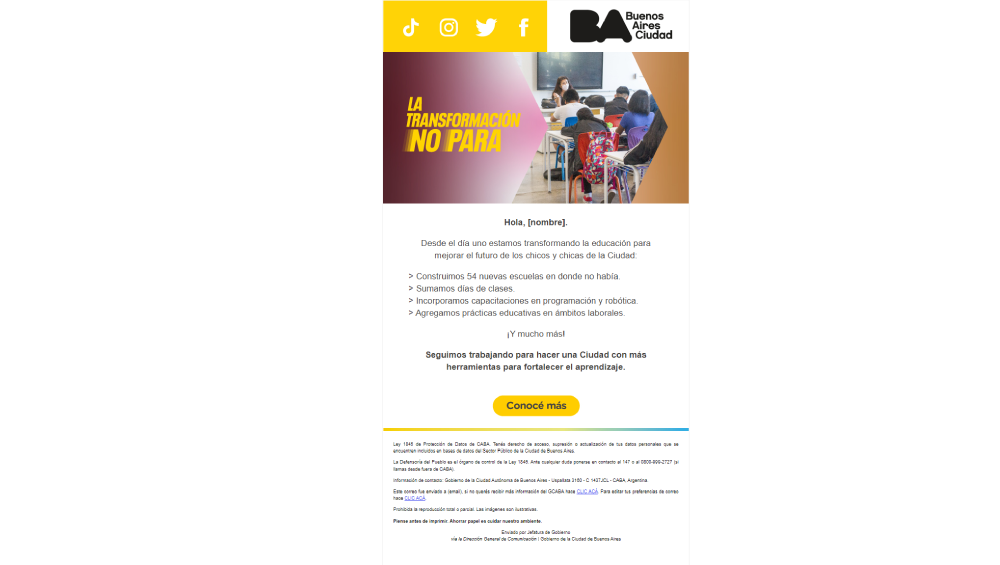 BA Buenos
Aires
Ciudad
LA
TRANSFORMACIÓN
NO PARA
Hola, [nombre].
Desde el día uno estamos transformando la educación para
mejorar el futuro de los chicos y chicas de la Ciudad:
> Construimos 54 nuevas escuelas en donde no había.
> Sumamos días de clases.
> Incorporamos capacitaciones en programación y robótica.
> Agregamos prácticas educativas en ámbitos laborales.
¡Y mucho más!
Seguimos trabajando para hacer una Ciudad con más
herramientas para fortalecer el aprendizaje.
Conocé más
Ley 1845 de Protección de Datos de CABA. Tenés derecho de acceso, supresión o actualización de tus datos personales que se
encuentren incluidos en bases de datos del Sector Público de la Ciudad de Buenos Aires.
La Defensoría del Pueblo es el órgano de control de la Ley 1845. Ante cualquier duda ponerse en contacto al 147 o al 0800-999-2727 (si
llamas desde fuera de CABA)
Información de contacto: Gobierno de la Ciudad Autónoma de Buenos Aires - Uspallata 3160 - C 1437JCL - CABA, Argentina
Este correo fue enviado a (email), si no querés recibir más información del GCABA hacé CLIC ACÁ. Para editar tus preferencias de correo
hace CLIC ACÁ.
Prohibida la reproducción total o parcial. Las imágenes son ilustrativas.
Piense antes de imprimir. Ahorrar papel es cuidar nuestro ambiente.
Enviado por Jefatura de Gobierno
vía la Dirección General de Comunicación | Gobierno de la Ciudad de Buenos Aires